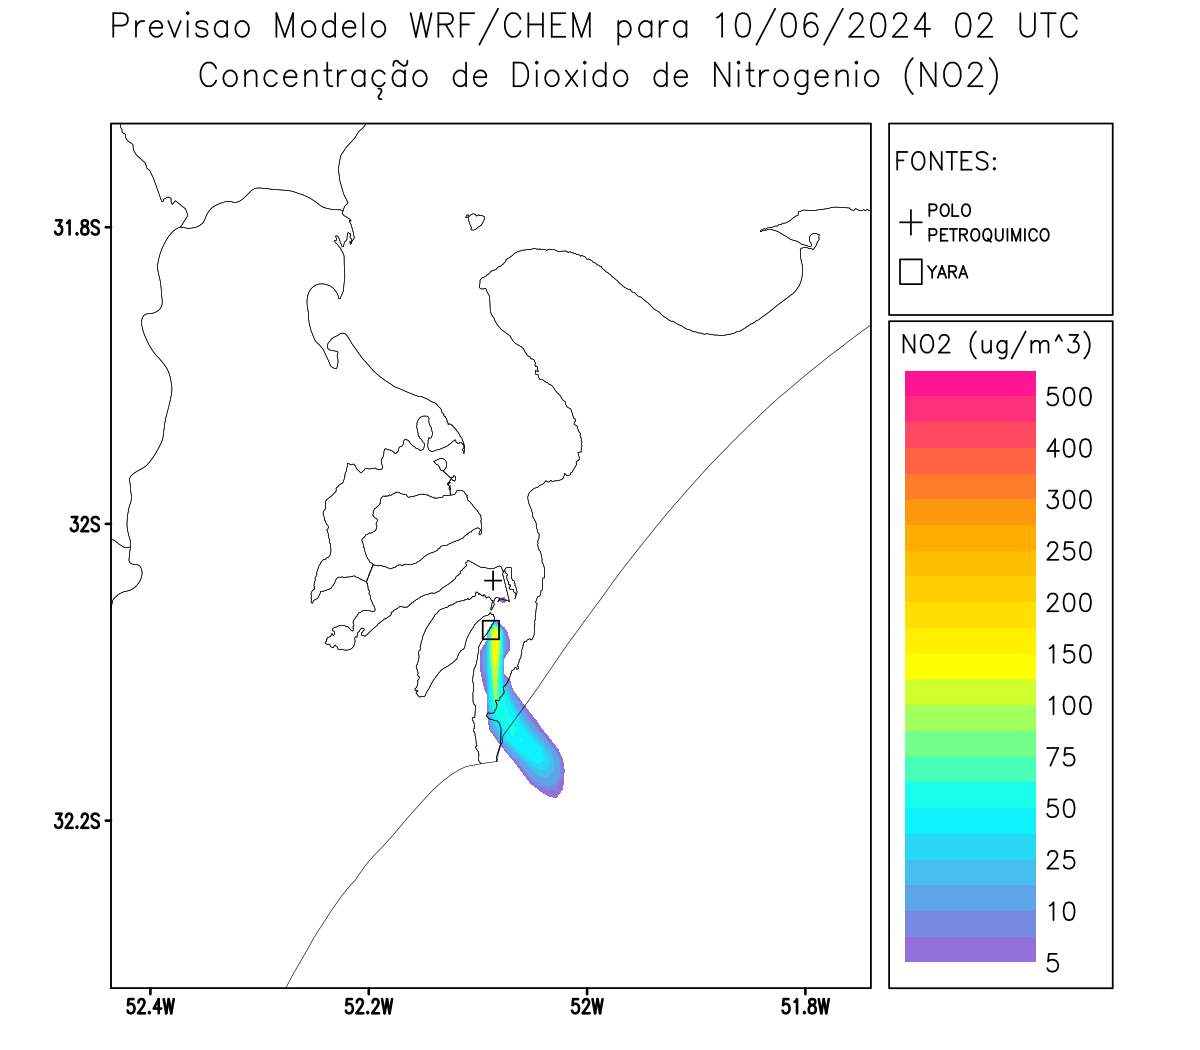 Previsao Modelo WRF/CHEM para 10/06/2024 02 UTC
Concentração de Dioxido de Nitrogenio (NO2)
FONTES:
POLO
PETROQUIMICO
YARA
NO2 (ug/m^3)
500
400
300
250
200
150
100
75
50
25
10
5
31.8S
32S
32.2S
52.4W
52.2W
52W
51.8W